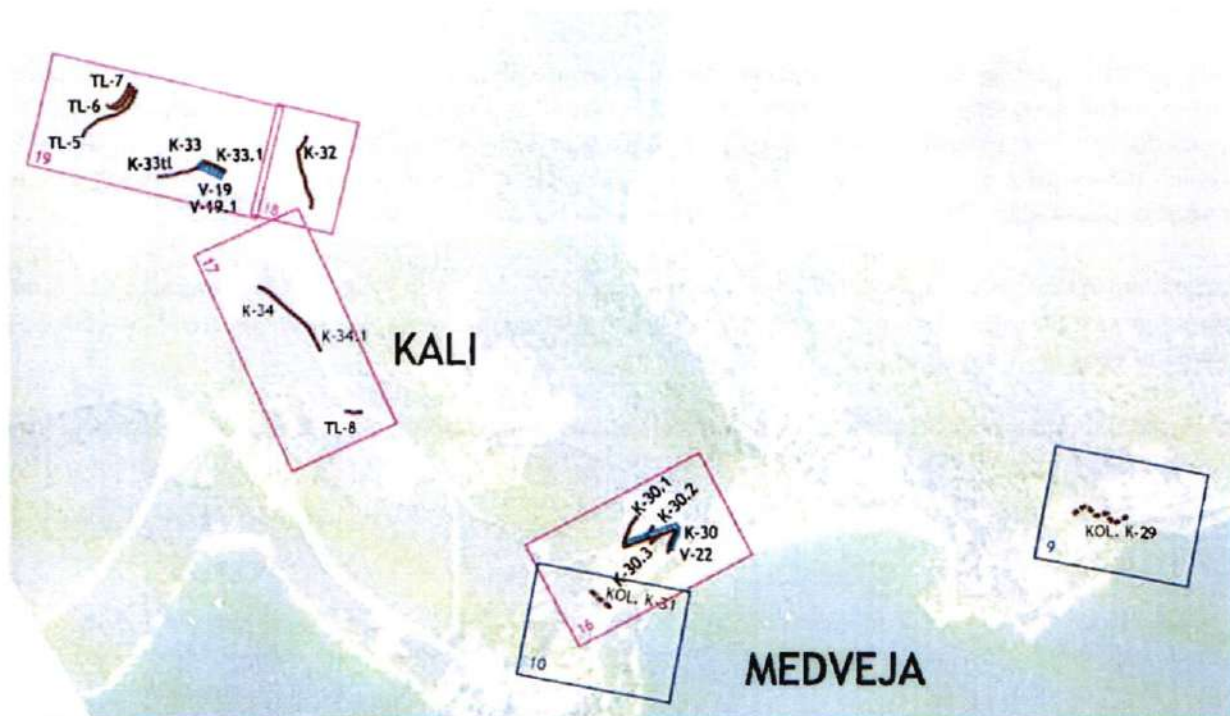 TL-7
TL-6
TL-5
19
K-33
K-33.1
K-33tl
V-19
V-19.1
K-32
18
17
K-34
K-34.1
KALI
TL-8
K-30.1
K-30.2
K-30
V-22
K-30.3
KOL. K-31
16
10
KOL. K-29
9
MEDVEJA